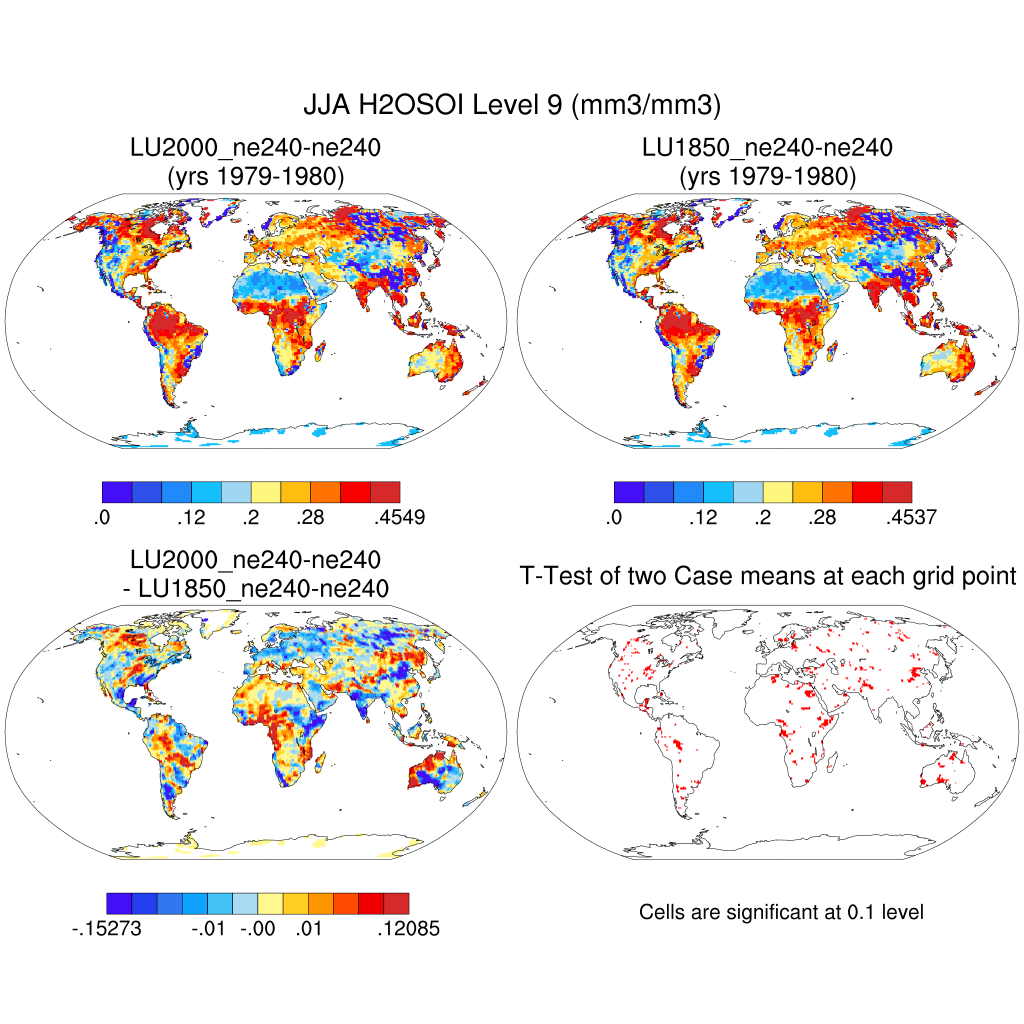 JJA H2OSOI Level 9 (mm3/mm3)
LU2000_ne240-ne240
(yrs 1979-1980)
LU1850_ne240-ne240
(yrs 1979-1980)
.0 .12 .2 .28 .4549
.0 .12 .2 .28 .4537
LU2000_ne240-ne240
- LU1850_ne240-ne240
T-Test of two Case means at each grid point
-.15273 -.01 -.00 .01 .12085
Cells are significant at 0.1 level